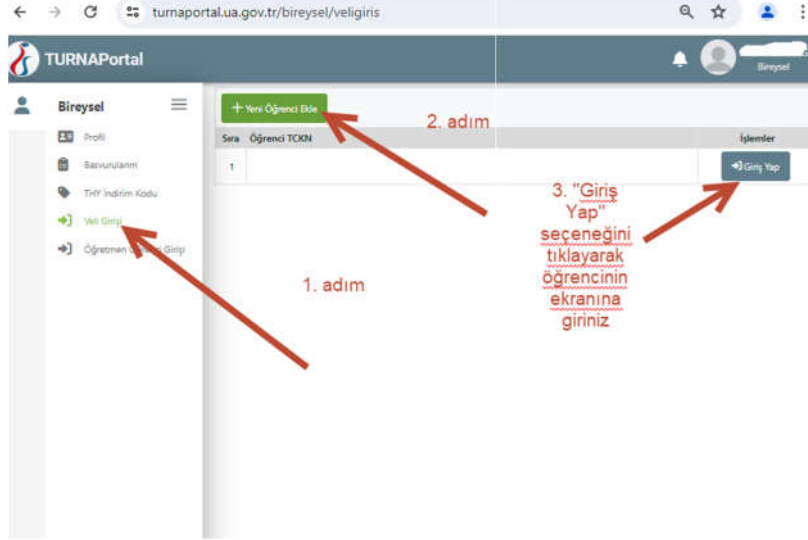 turnaportal.ua.gov.tr/bireysel/veligiris
TURNAPortal
Bireysel
Bireysel
Profil
Başvurularım
THY İndirim Kodu
Veli Girişi
Öğretmen Girişi
+ Yeni Öğrenci Ekle
Sıra Öğrenci TCKN İşlemler
1 Giriş Yap
1. adım
2. adım
3. "Giriş
Yap"
seçeneğini
tıklayarak
öğrencinin
ekranına
giriniz